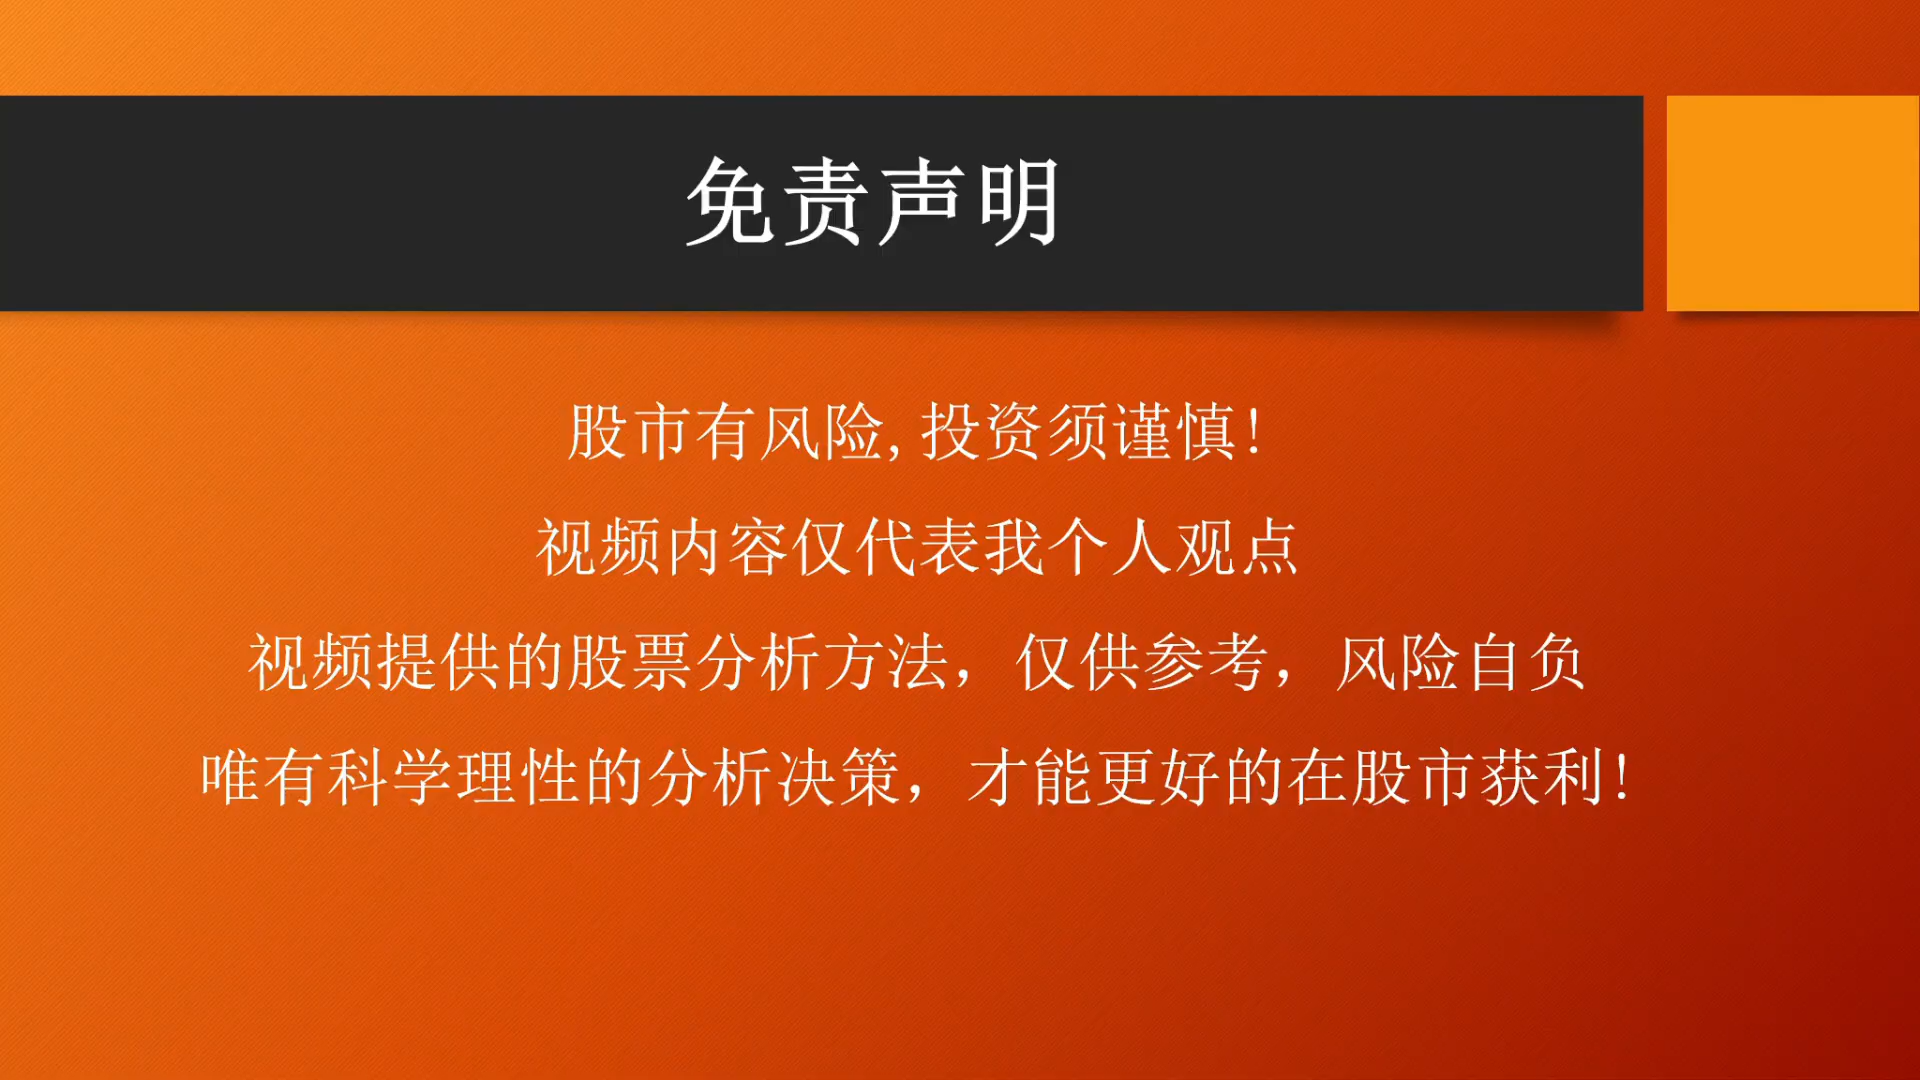 免责声明
股市有风险,投资须谨慎!
视频内容仅代表我个人观点
视频提供的股票分析方法，仅供参考，风险自负
唯有科学理性的分析决策，才能更好的在股市获利!